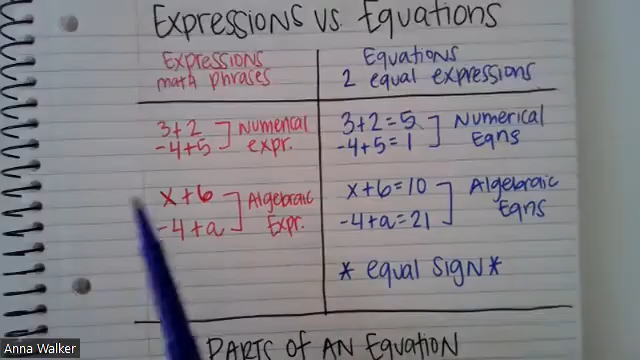 Expressions vs. Equations
Expressions
math phrases
Equations
2 equal expressions
3+2
-4+5
Numerical
expr.
3+2=5
-4+5=1
Numerical
Eqns
x+6
-4+a
Algebraic
Expr.
x+6=10
-4+a=21
Algebraic
Eqns
* equal sign *
PARTS OF AN Equation
Anna Walker